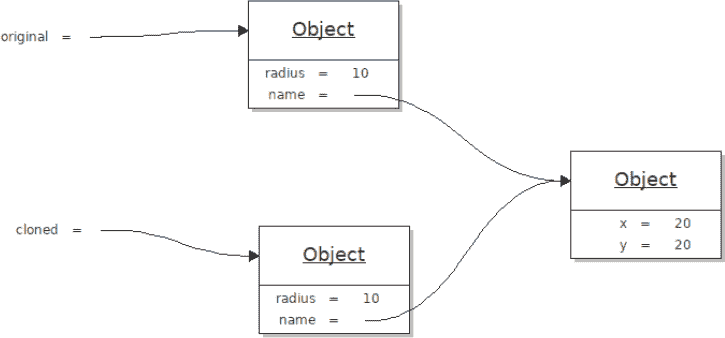 original =
Object
radius = 10
name =
Object
x = 20
y = 20
cloned =
Object
radius = 10
name =